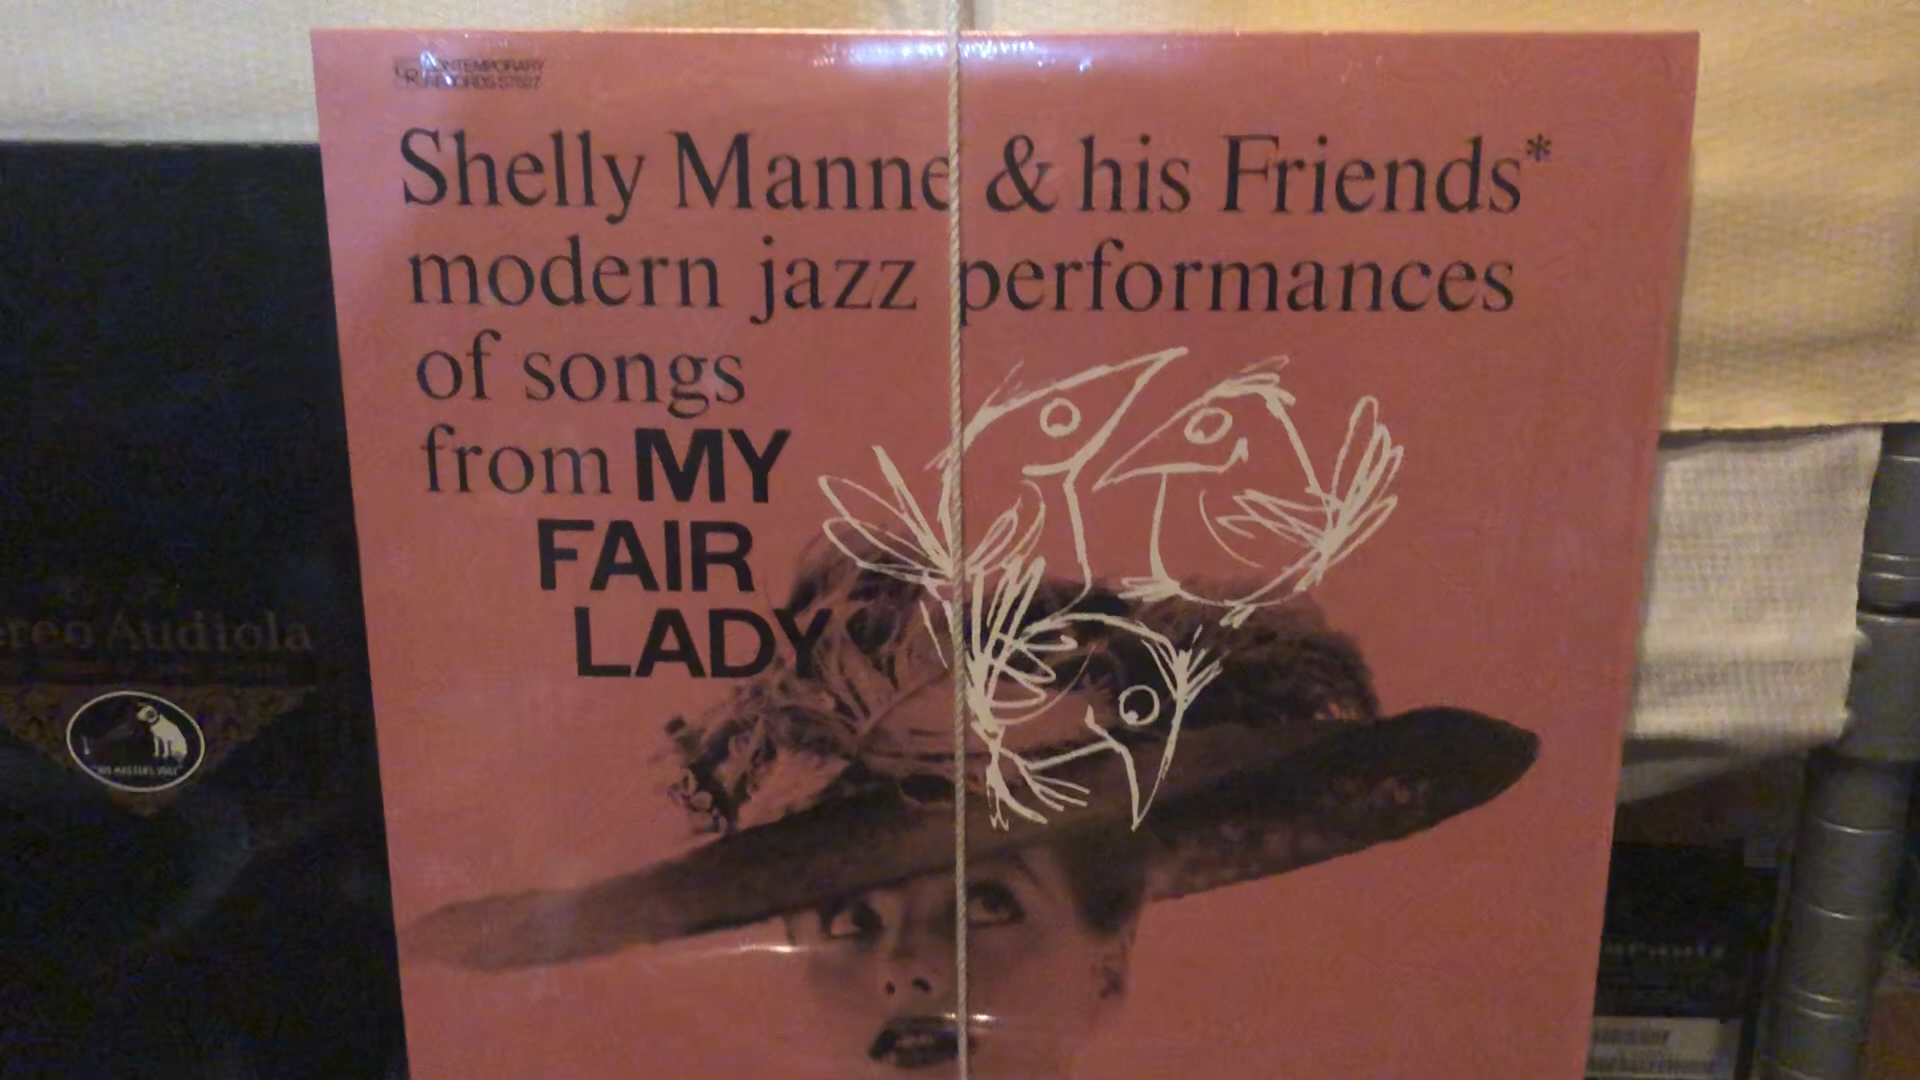 CONTEMPORARY
RECORDS S7527
Shelly Manne & his Friends*
modern jazz performances
of songs
from MY
FAIR
LADY
Stereo Audiola
"HIS MASTER'S VOICE"